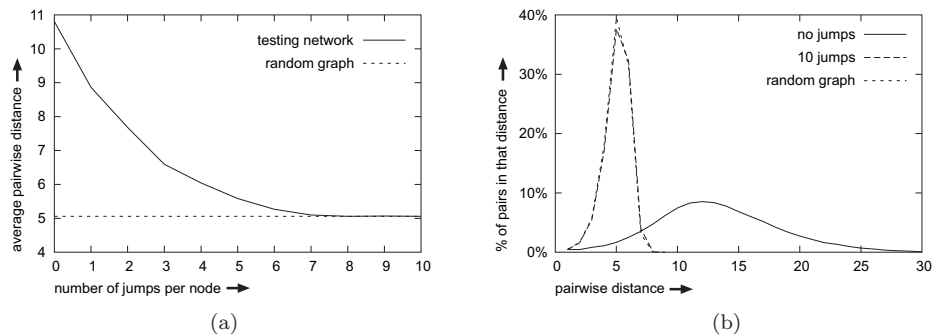 11
10
9
8
7
6
5
4
average pairwise distance
testing network
random graph
0 1 2 3 4 5 6 7 8 9 10
number of jumps per node
(a)
40%
30%
20%
10%
0%
% of pairs in that distance
no jumps
10 jumps
random graph
0 5 10 15 20 25 30
pairwise distance
(b)